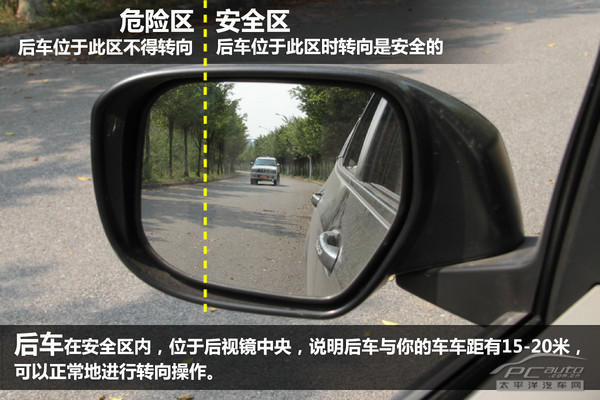 危险区 安全区
后车位于此区不得转向 后车位于此区时转向是安全的
后车在安全区内，位于后视镜中央，说明后车与你的车车距有15-20米，
可以正常地进行转向操作。
PCauto
.com.cn
太平洋汽车网